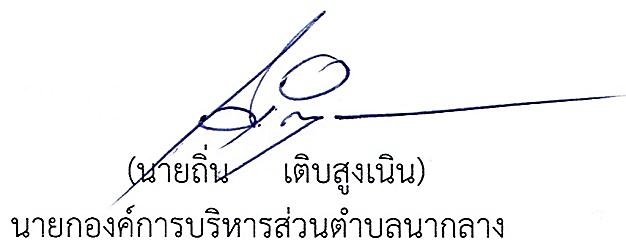 (นายถิ่น เติบสูงเนิน)
นายกองค์การบริหารส่วนตำบลนากลาง